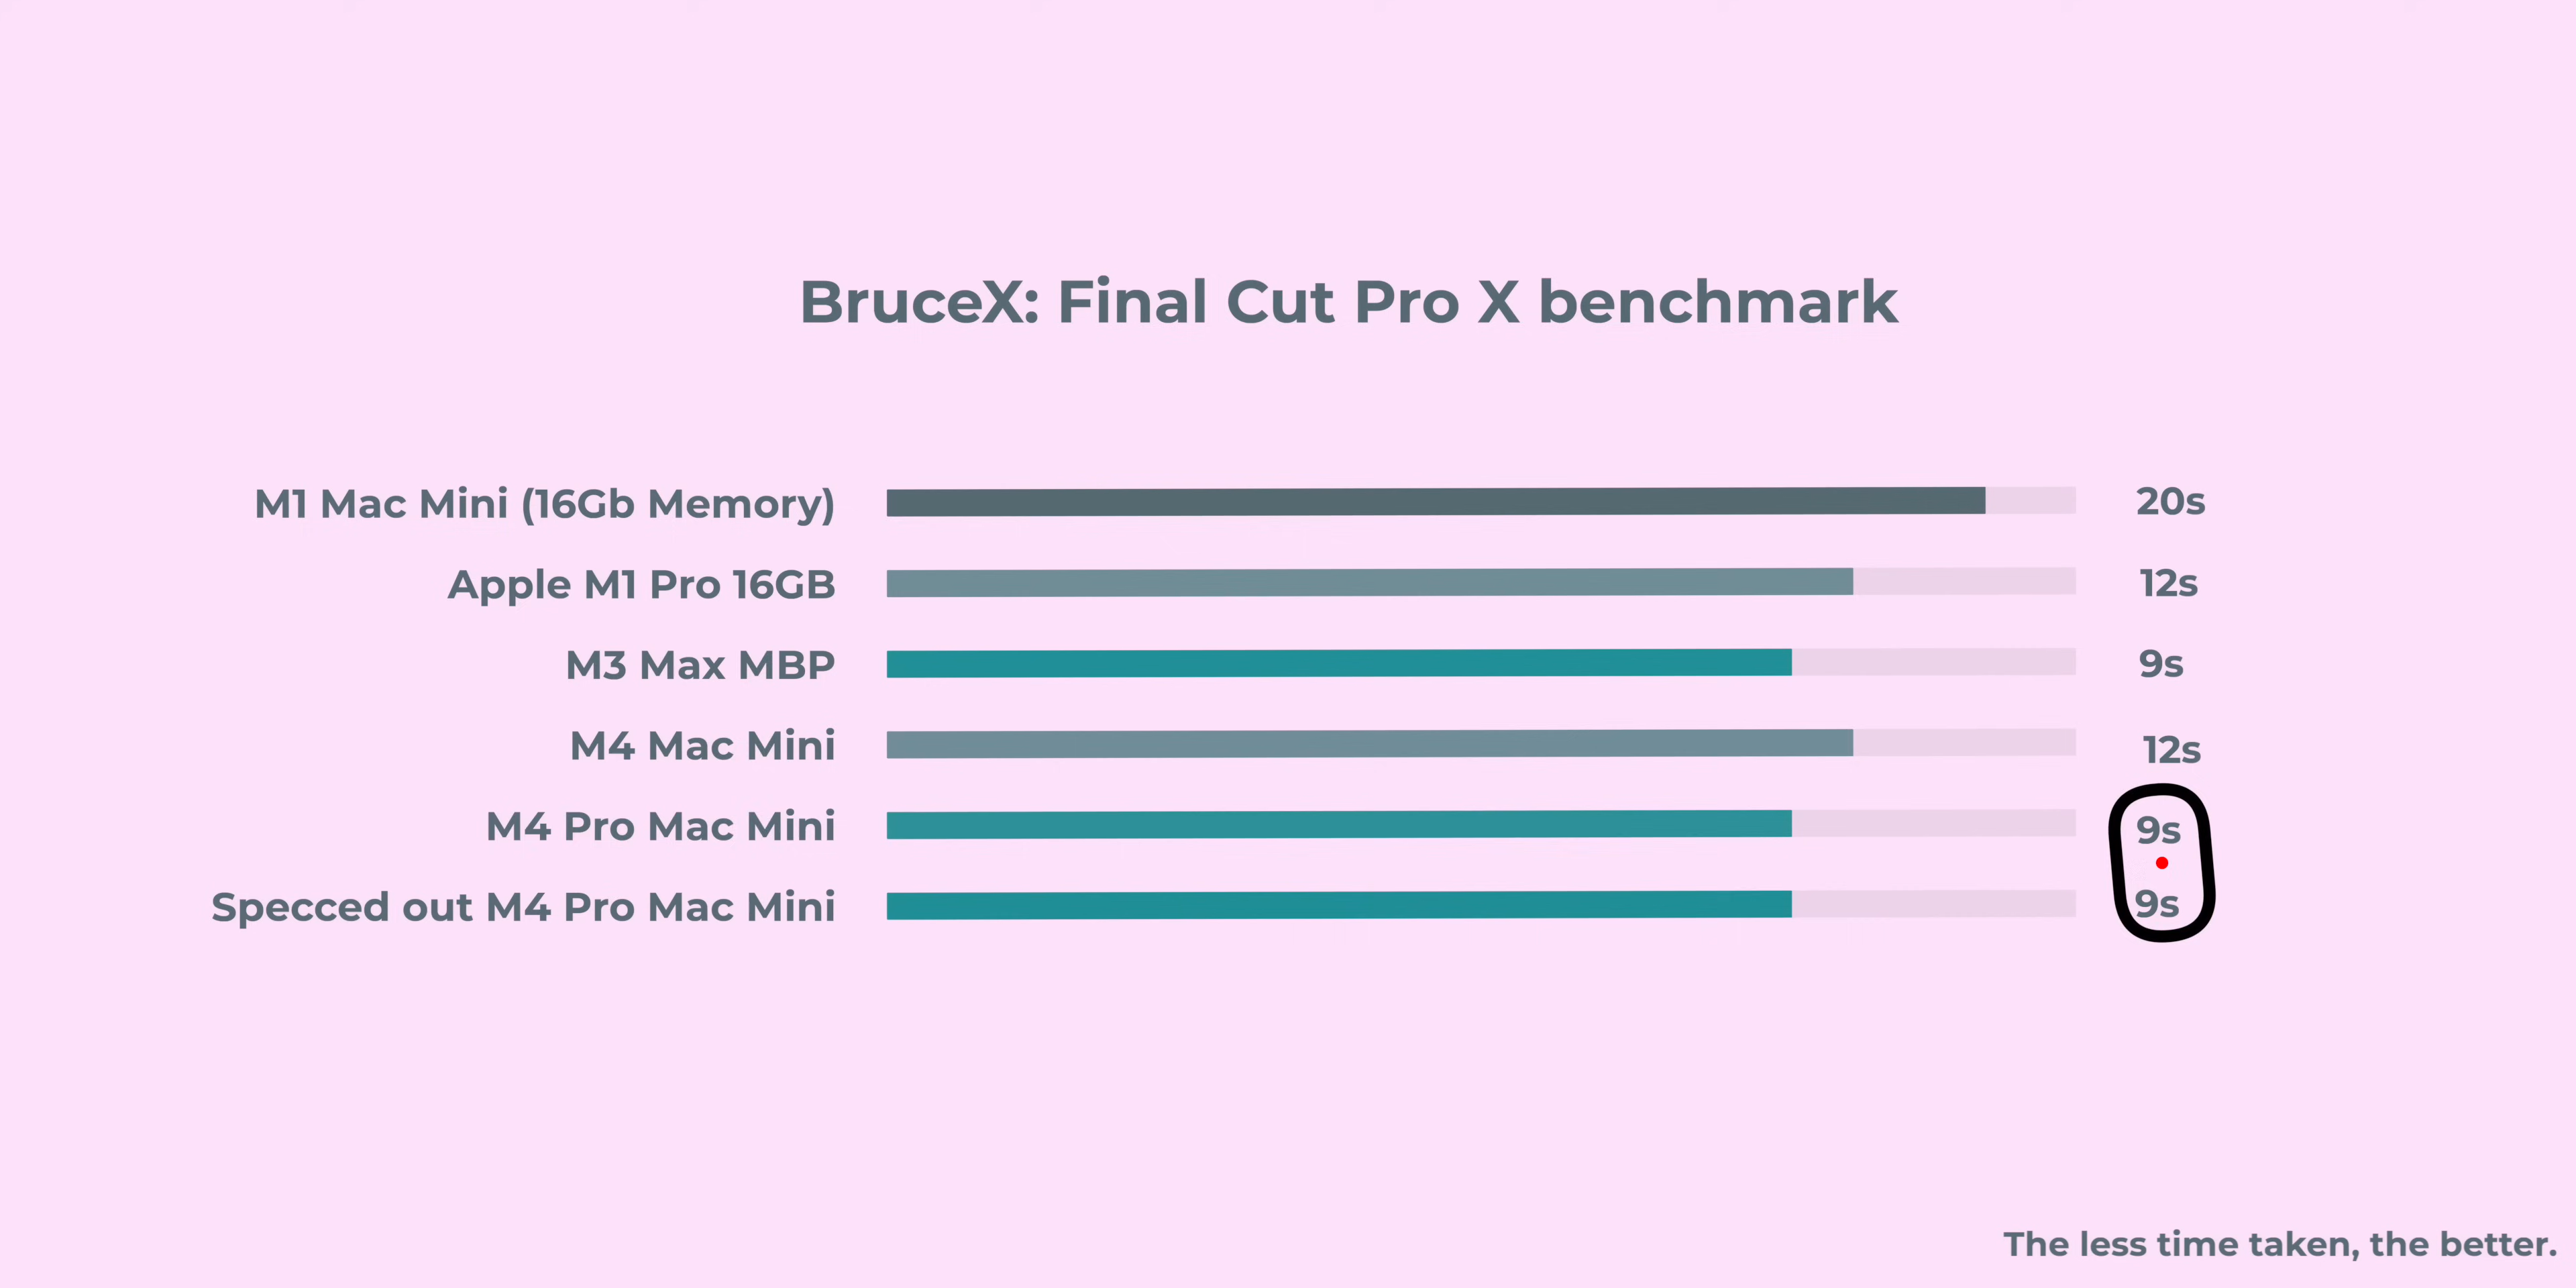 BruceX: Final Cut Pro X benchmark
M1 Mac Mini (16Gb Memory) 20s
Apple M1 Pro 16GB 12s
M3 Max MBP 9s
M4 Mac Mini 12s
M4 Pro Mac Mini 9s
Specced out M4 Pro Mac Mini 9s
The less time taken, the better.